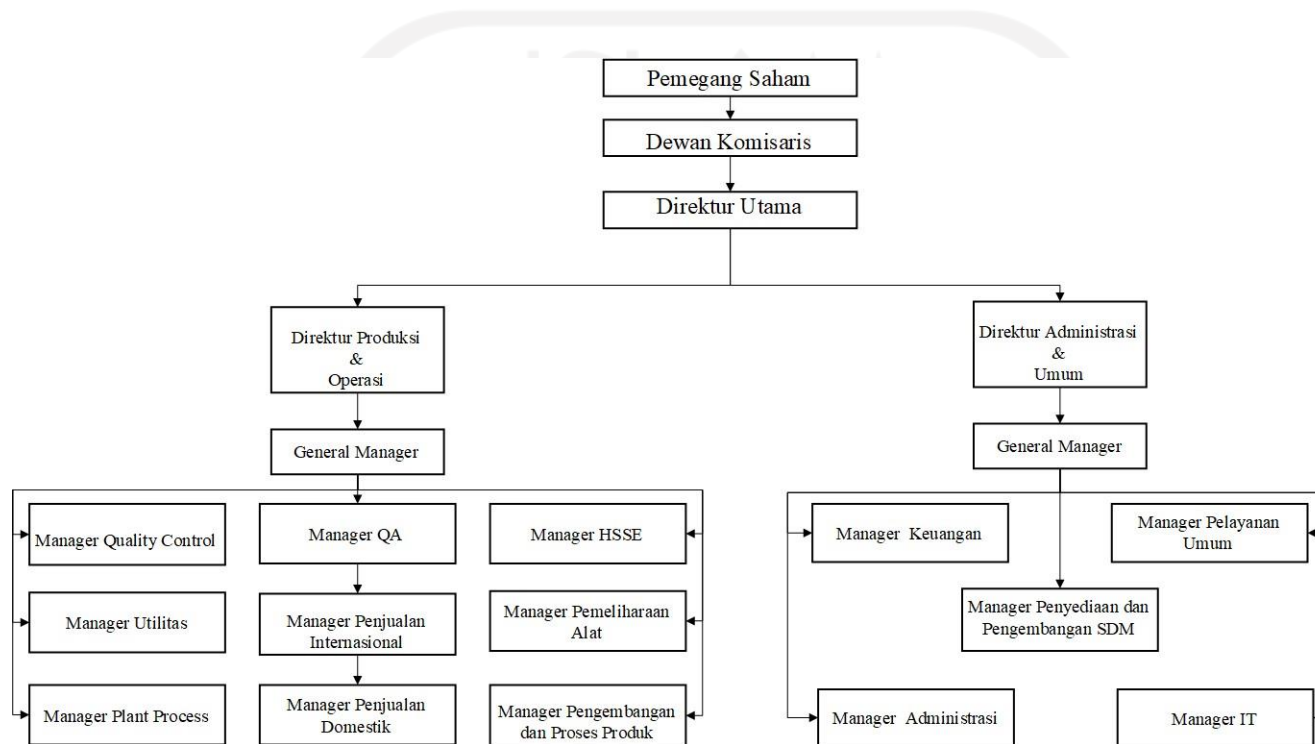 Pemegang Saham
Dewan Komisaris
Direktur Utama
Direktur Produksi
&
Operasi
Direktur Administrasi
&
Umum
General Manager
General Manager
Manager Quality Control
Manager QA
Manager HSSE
Manager Keuangan
Manager Pelayanan
Umum
Manager Utilitas
Manager Penjualan
Internasional
Manager Pemeliharaan
Alat
Manager Penyediaan dan
Pengembangan SDM
Manager Plant Process
Manager Penjualan
Domestik
Manager Pengembangan
dan Proses Produk
Manager Administrasi
Manager IT